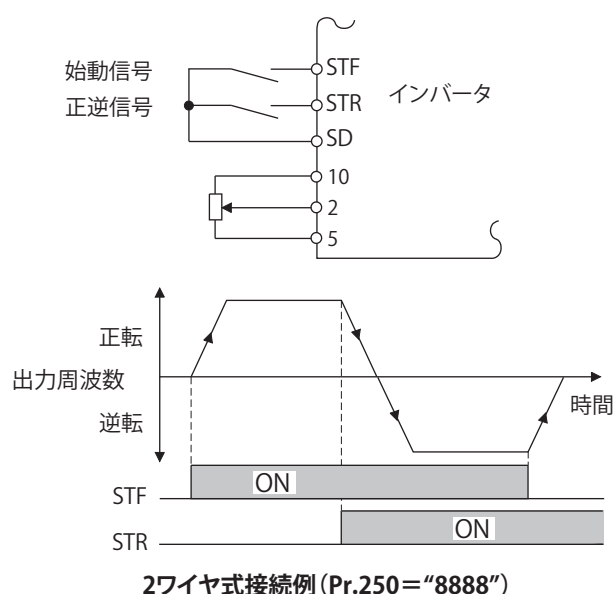 始動信号
正逆信号
STF
STR
インバータ
SD
10
2
5
正転
出力周波数
逆転
時間
STF
ON
STR
ON
2ワイヤ式接続例(Pr.250＝“8888”)